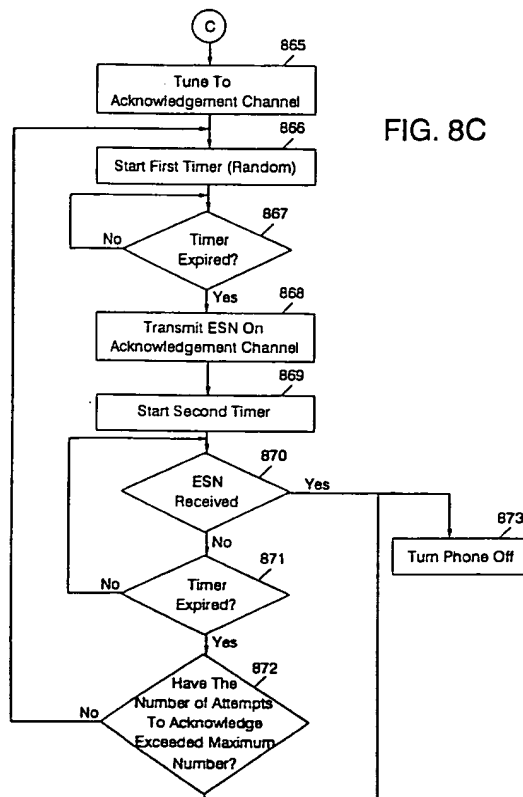 C
865
Tune To
Acknowledgement Channel
FIG. 8C
866
Start First Timer (Random)
867
No
Timer
Expired?
Yes
868
Transmit ESN On
Acknowledgement Channel
869
Start Second Timer
870
ESN
Received
Yes
873
Turn Phone Off
No
871
No
Timer
Expired?
Yes
872
No
Have The
Number of Attempts
To Acknowledge
Exceeded Maximum
Number?